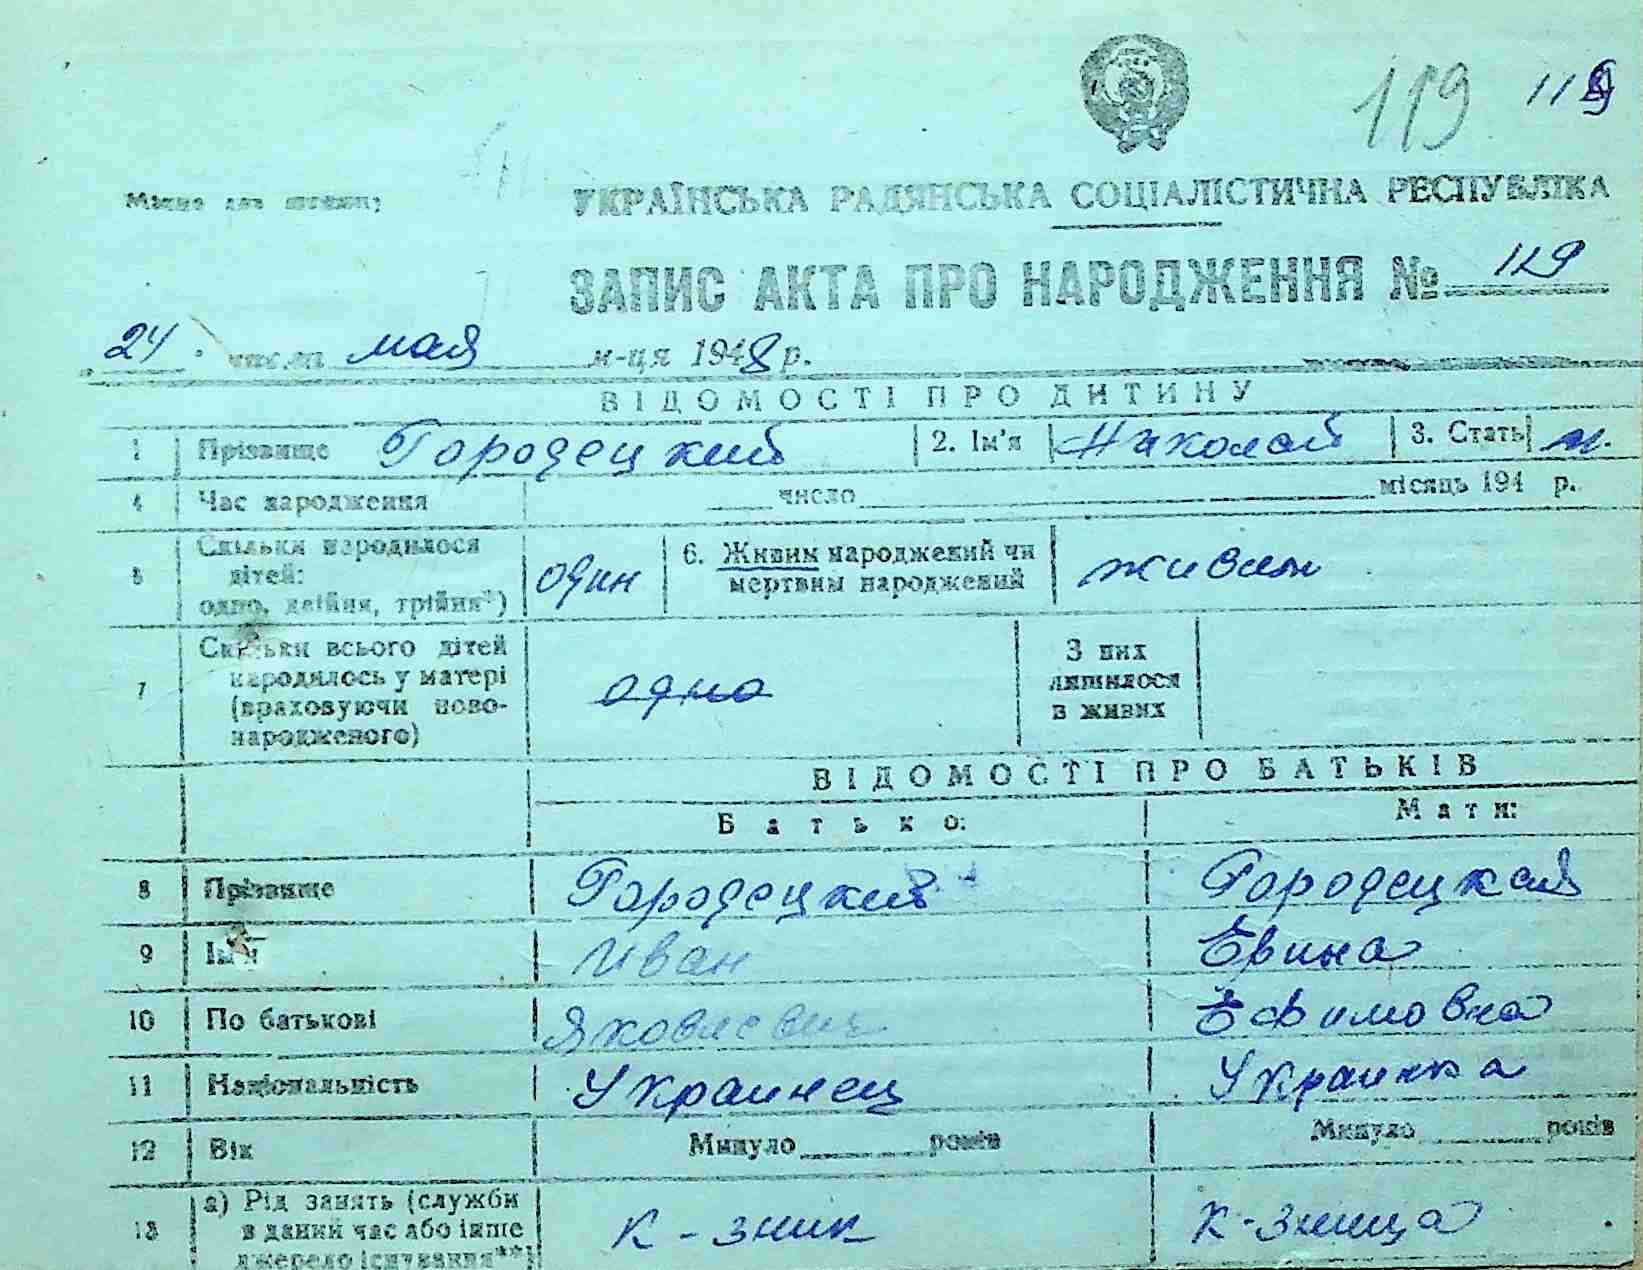 119 119
Місце для штампу
УКРАЇНСЬКА РАДЯНСЬКА СОЦІАЛІСТИЧНА РЕСПУБЛІКА
ЗАПИС АКТА ПРО НАРОДЖЕННЯ № 119
24 числа мая м-ця 1948 р.
ВІДОМОСТІ ПРО ДИТИНУ
1 Прізвище Городецкий 2. Ім'я Николай 3. Стать м.
4 Час народження число місяць 194 р.
5 Скільки народилося дітей: одно, двійня, трійня*) один 6. Живим народжений чи мертвим народжений живым
7 Скільки всього дітей народилось у матері (враховуючи новонародженого) одно З них лишилося в живих
ВІДОМОСТІ ПРО БАТЬКІВ
Батько: Мати:
8 Прізвище Городецкий Городецкая
9 Ім'я Иван Ерина
10 По батькові Яковлевич Ефимовна
11 Національність Украинец Украинка
12 Вік Минуло років Минуло років
13 а) Рід занять (служби в даний час або інше джерело існування**) К-зник К-зница